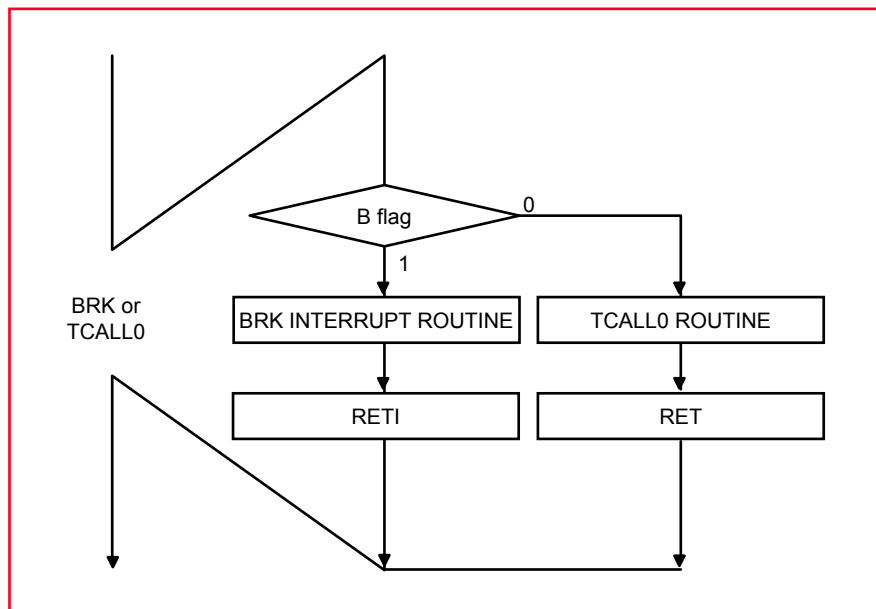 B flag
0
1
BRK or
TCALL0
BRK INTERRUPT ROUTINE
TCALL0 ROUTINE
RETI
RET